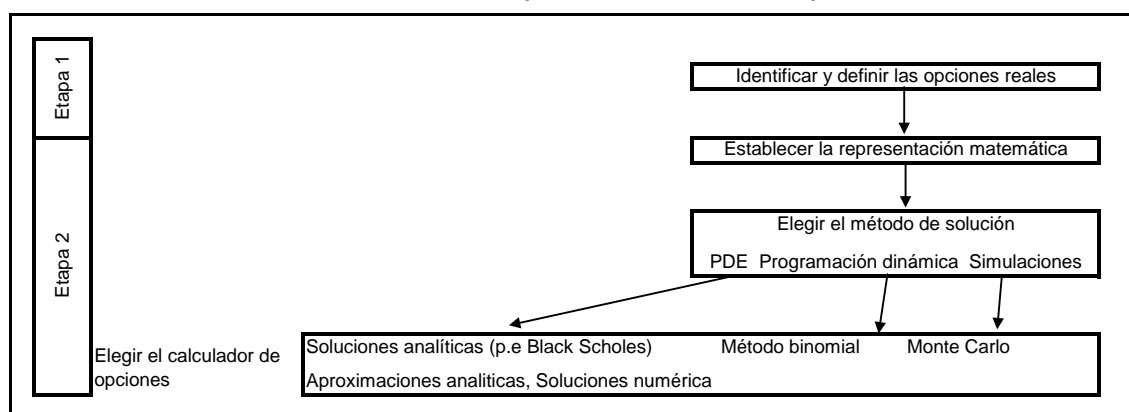 Etapa 1
Identificar y definir las opciones reales
Establecer la representación matemática
Etapa 2
Elegir el método de solución
PDE Programación dinámica Simulaciones
Elegir el calculador de opciones
Soluciones analíticas (p.e Black Scholes) Método binomial Monte Carlo
Aproximaciones analiticas, Soluciones numérica